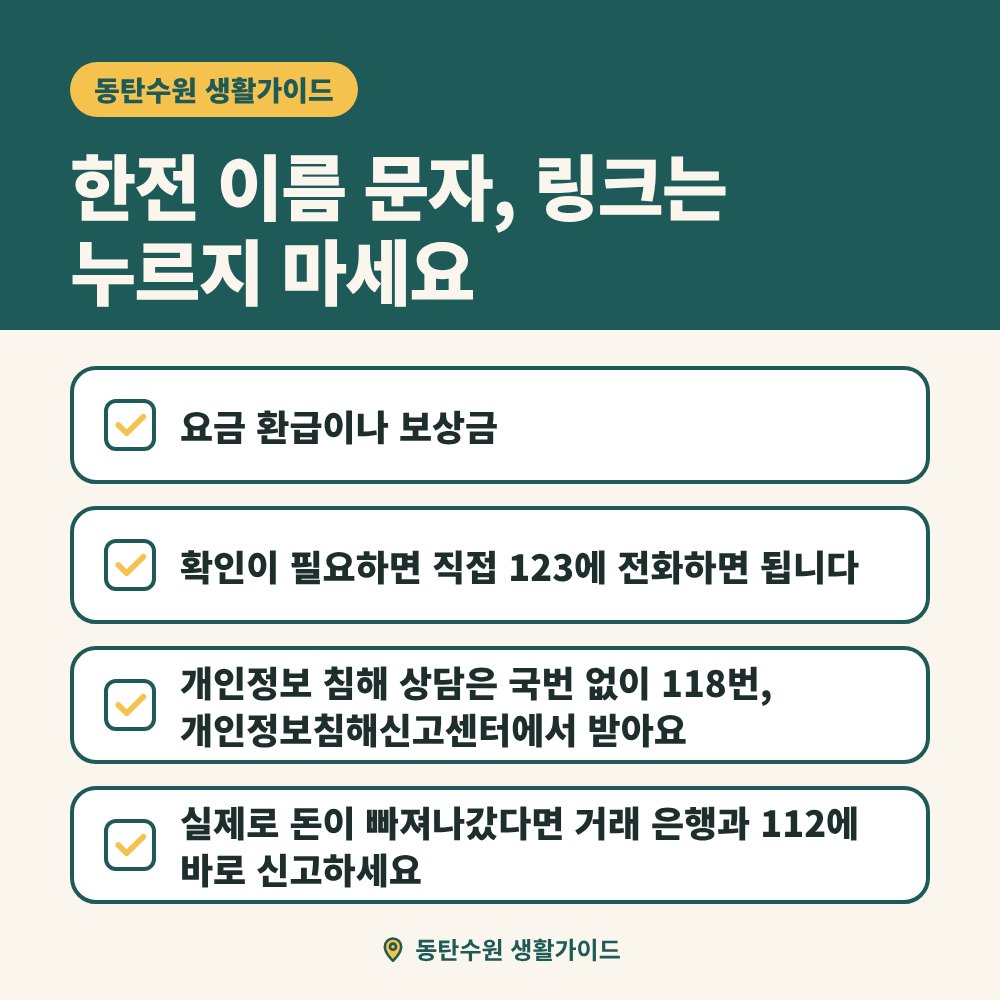 동탄수원 생활가이드
한전 이름 문자, 링크는
누르지 마세요
요금 환급이나 보상금
확인이 필요하면 직접 123에 전화하면 됩니다
개인정보 침해 상담은 국번 없이 118번,
개인정보침해신고센터에서 받아요
실제로 돈이 빠져나갔다면 거래 은행과 112에
바로 신고하세요
동탄수원 생활가이드